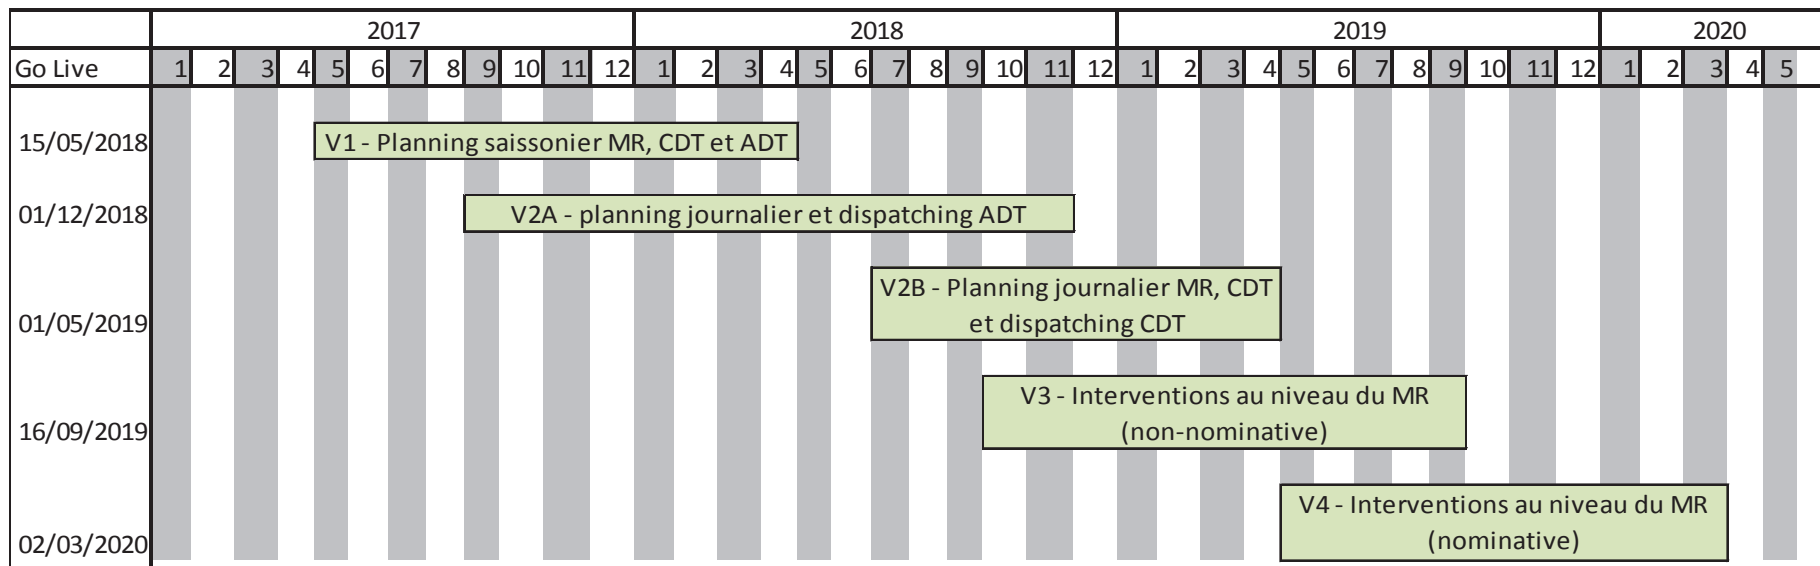 2017 2018 2019 2020
Go Live 1 2 3 4 5 6 7 8 9 10 11 12 1 2 3 4 5 6 7 8 9 10 11 12 1 2 3 4 5 6 7 8 9 10 11 12 1 2 3 4 5
15/05/2018 V1 - Planning saissonier MR, CDT et ADT
01/12/2018 V2A - planning journalier et dispatching ADT
V2B - Planning journalier MR, CDT
01/05/2019 et dispatching CDT
V3 - Interventions au niveau du MR
16/09/2019 (non-nominative)
V4 - Interventions au niveau du MR
02/03/2020 (nominative)